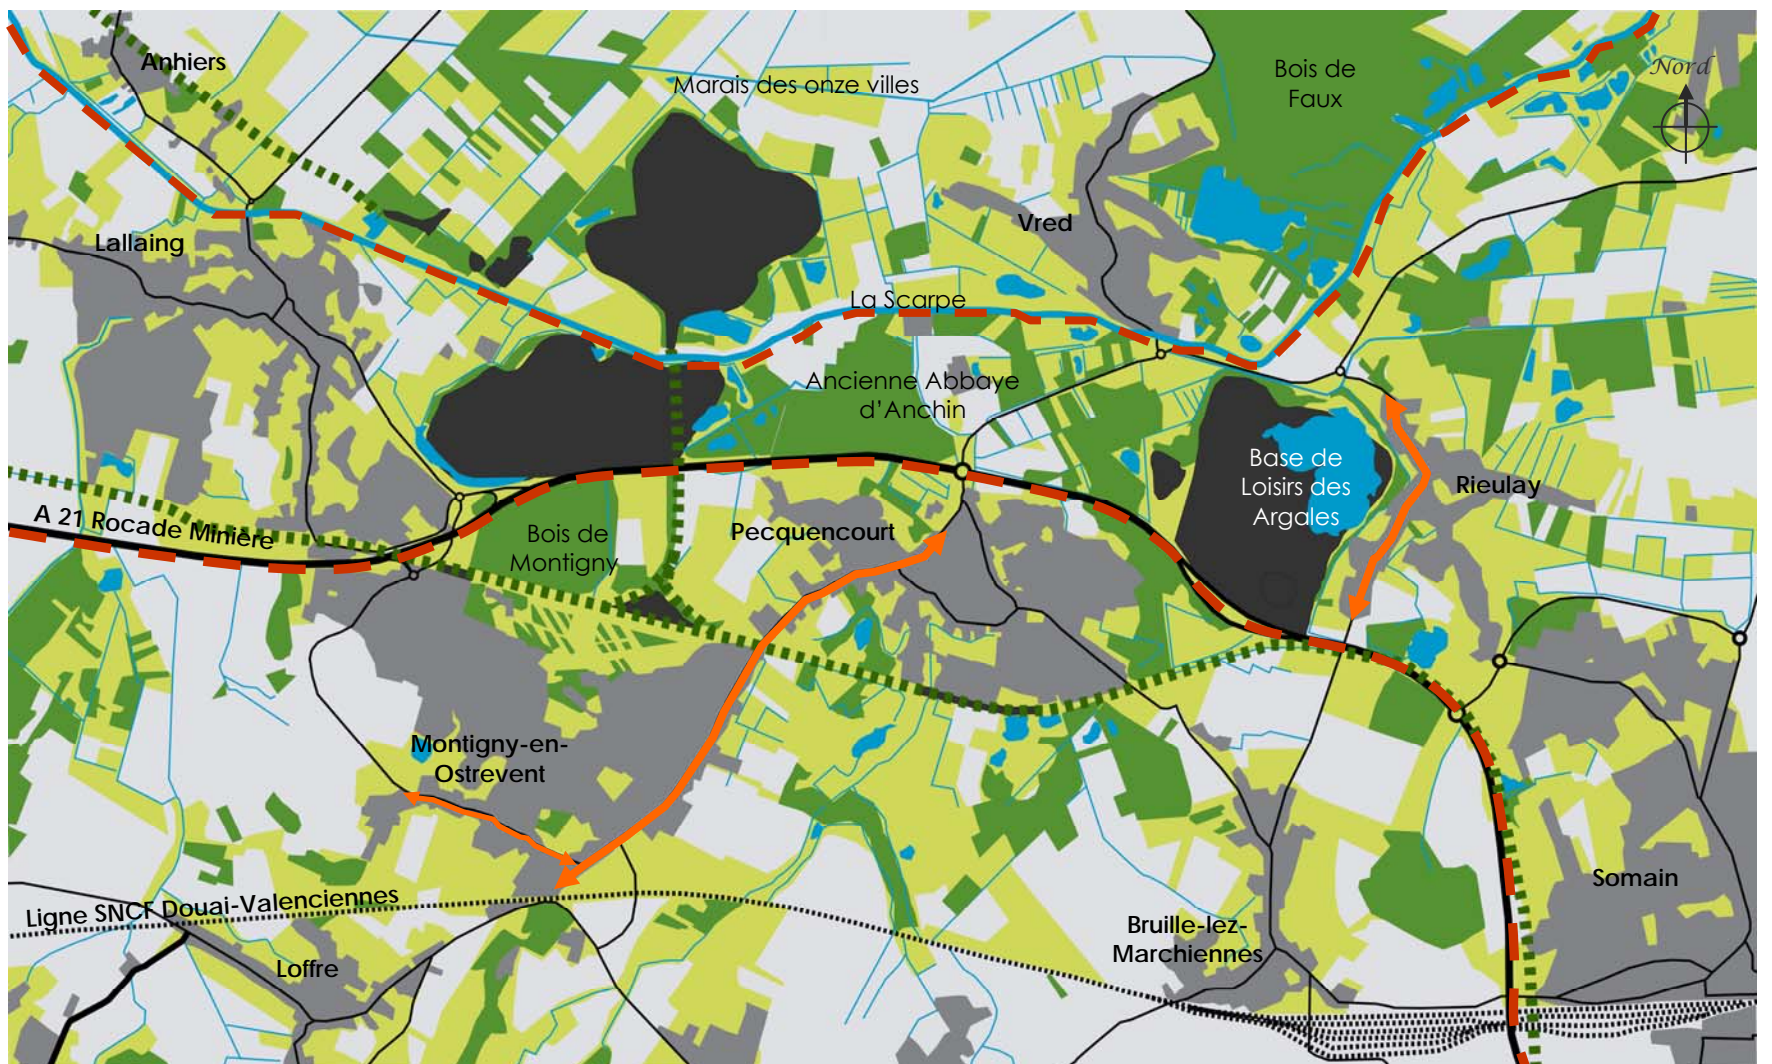 Anhiers
Marais des onze villes
Bois de
Faux
Nord
Lallaing
Vred
La Scarpe
Ancienne Abbaye
d'Anchin
Base de
Loisirs des
Argales
Rieulay
A 21 Rocade Minière
Bois de
Montigny
Pecquencourt
Montigny-en-
Ostrevent
Somain
Ligne SNCF Douai-Valenciennes
Bruille-lez-
Marchiennes
Loffre